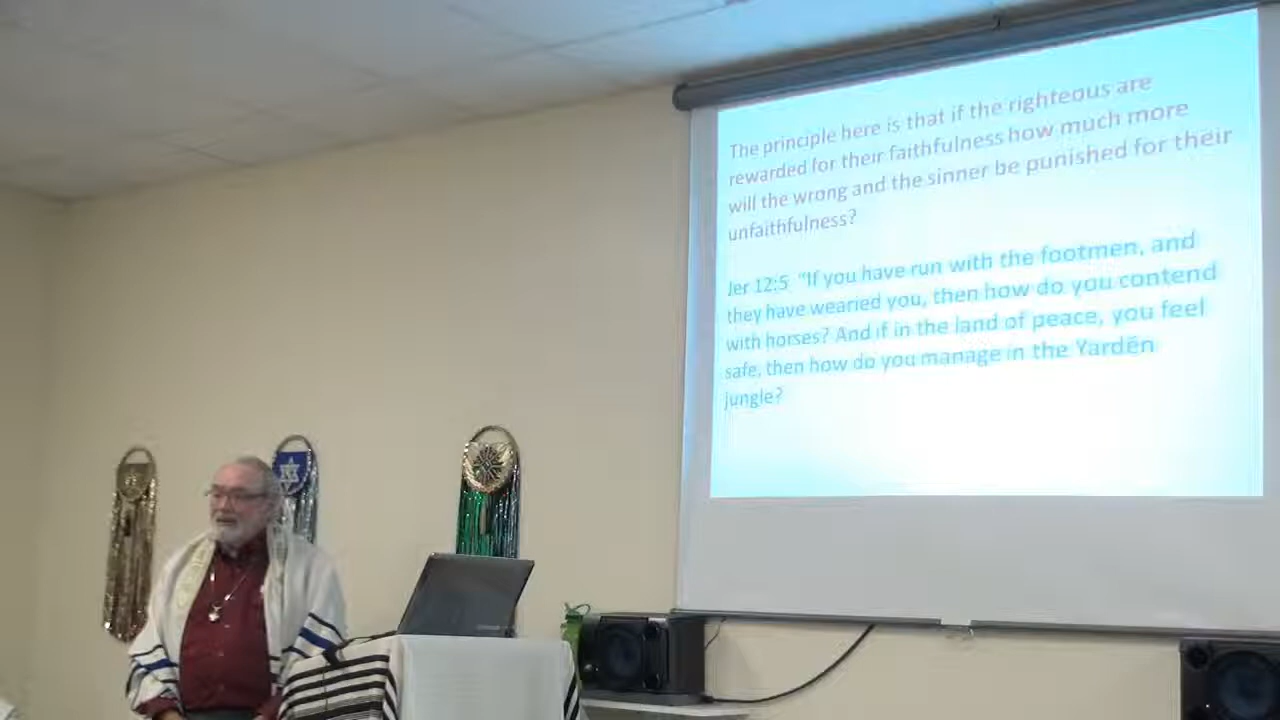 The principle here is that if the righteous are
rewarded for their faithfulness how much more
will the wrong and the sinner be punished for their
unfaithfulness?
Jer 12:5 "If you have run with the footmen, and
they have wearied you, then how do you contend
with horses? And if in the land of peace, you feel
safe, then how do you manage in the Yardĕn
jungle?